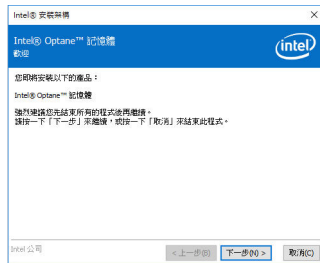 Intel® 安裝架構
Intel® Optane™ 記憶體
歡迎
intel
您即將安裝以下的產品：
Intel® Optane™ 記憶體
強烈建議您先結束所有的程式後再繼續。
請按一下「下一步」來繼續，或按一下「取消」來結束此程式。
Intel 公司
< 上一步(B)
下一步(N) >
取消(C)